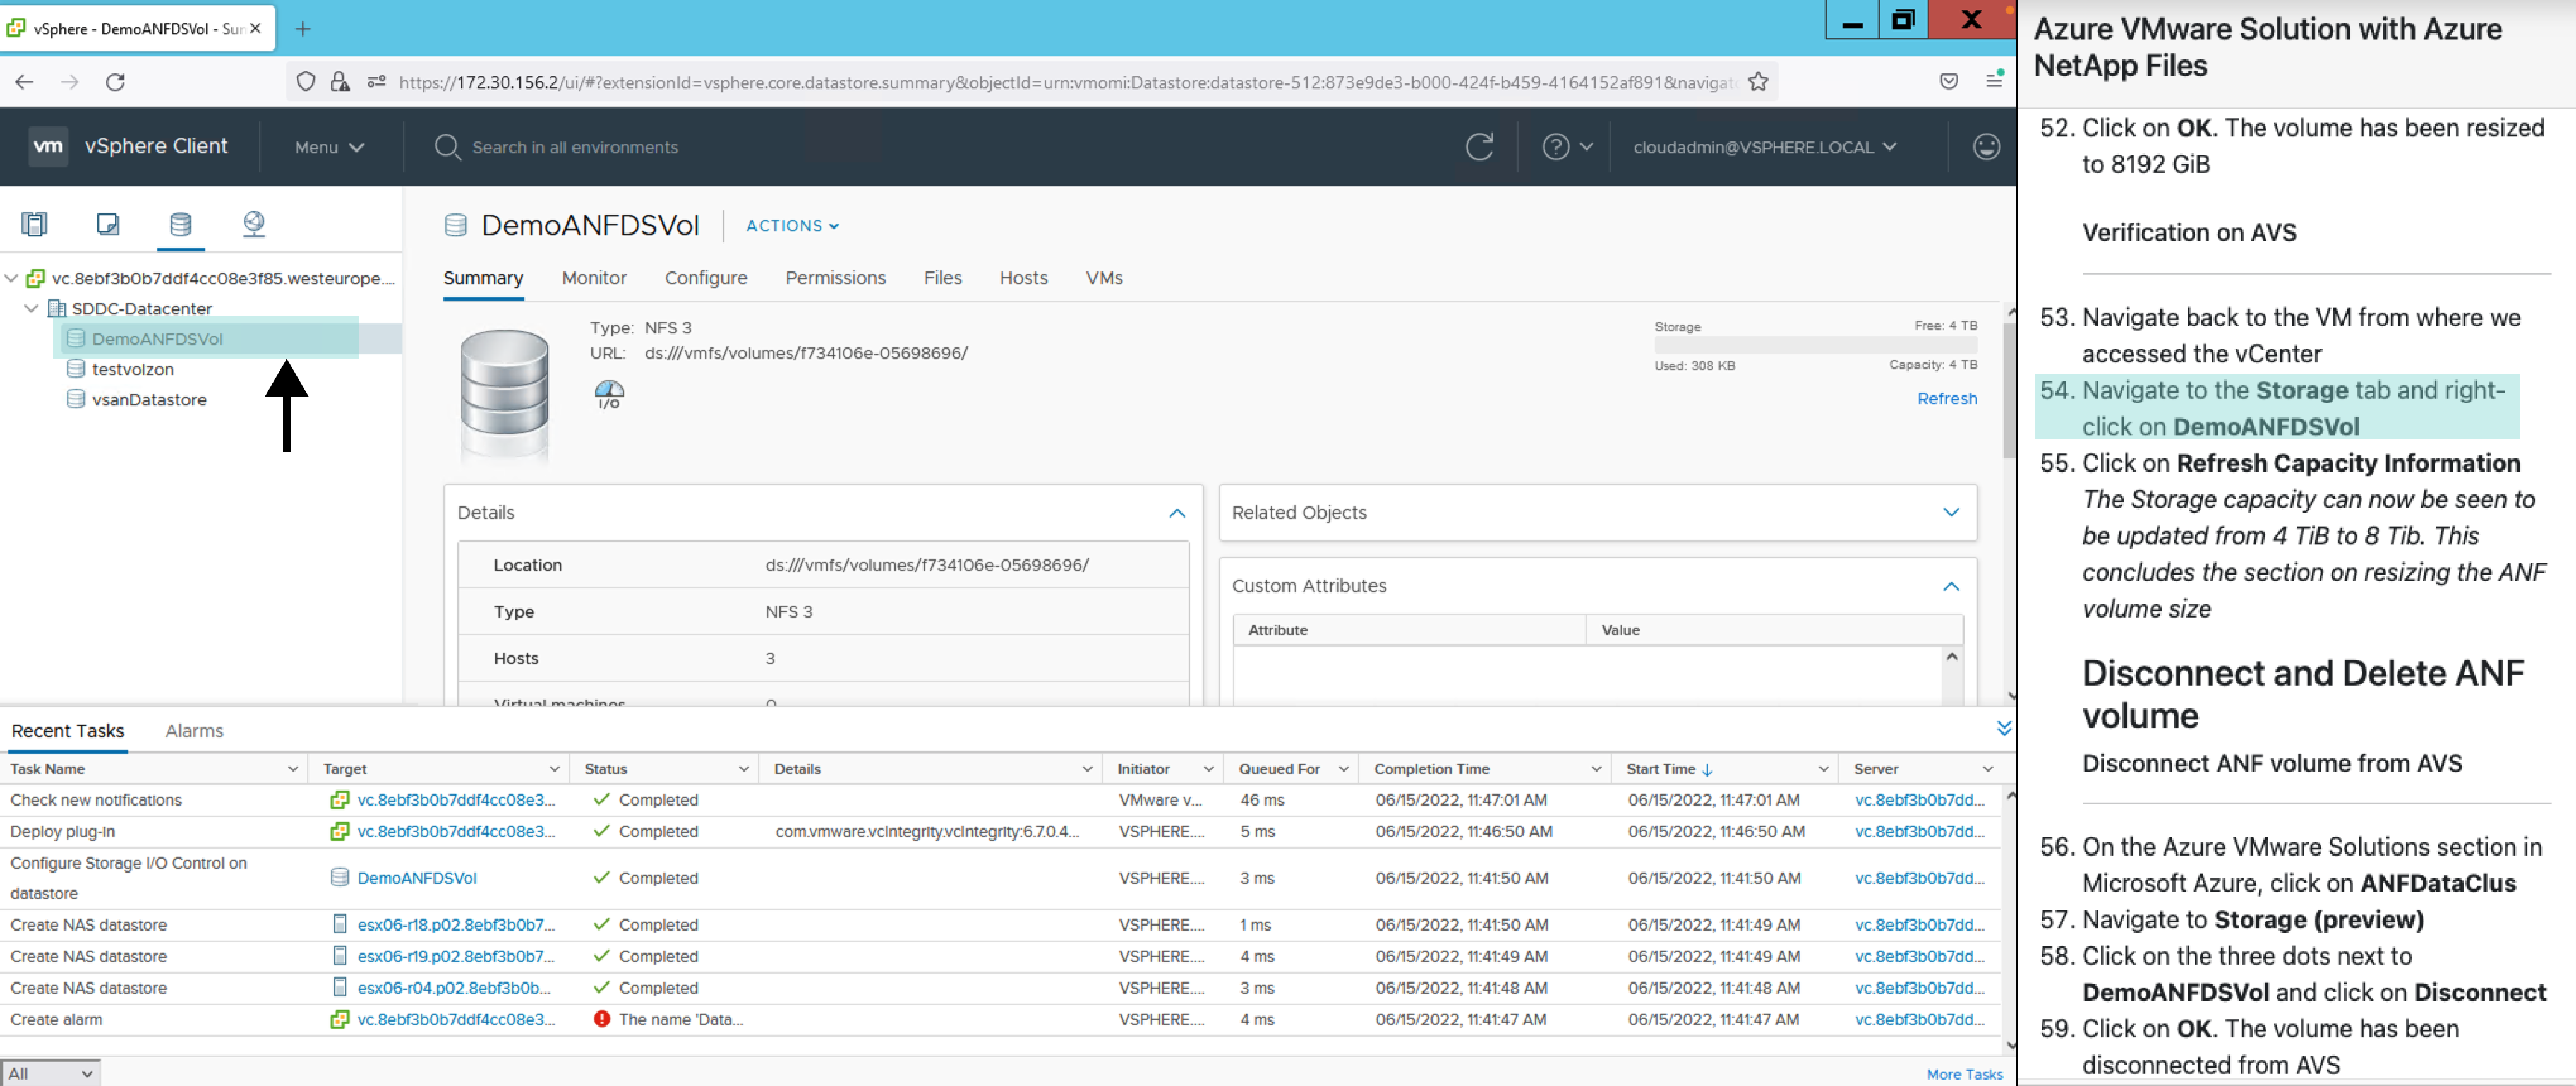 vSphere - DemoANFDSVol - Sun
https://172.30.156.2/ui/#?extensionId=vsphere.core.datastore.summary&objectId=urn:vmomi:Datastore:datastore-512:873e9de3-b000-424f-b459-4164152af891&navigat
vm vSphere Client Menu Search in all environments cloudadmin@VSPHERE.LOCAL
vc.8ebf3b0b7ddf4cc08e3f85.westeurope....
SDDC-Datacenter
DemoANFDSVol
testvolzon
vsanDatastore
DemoANFDSVol ACTIONS
Summary Monitor Configure Permissions Files Hosts VMs
Type: NFS 3
URL: ds:///vmfs/volumes/f734106e-05698696/
I/O
Storage Free: 4 TB
Used: 308 KB Capacity: 4 TB
Refresh
Details
Location ds:///vmfs/volumes/f734106e-05698696/
Type NFS 3
Hosts 3
Virtual machines 0
Related Objects
Custom Attributes
Attribute Value
Recent Tasks Alarms
Task Name Target Status Details Initiator Queued For Completion Time Start Time Server
Check new notifications vc.8ebf3b0b7ddf4cc08e3... Completed VMware v... 46 ms 06/15/2022, 11:47:01 AM 06/15/2022, 11:47:01 AM vc.8ebf3b0b7dd...
Deploy plug-in vc.8ebf3b0b7ddf4cc08e3... Completed com.vmware.vcIntegrity.vcIntegrity:6.7.0.4... VSPHERE.... 5 ms 06/15/2022, 11:46:50 AM 06/15/2022, 11:46:50 AM vc.8ebf3b0b7dd...
Configure Storage I/O Control on
datastore DemoANFDSVol Completed VSPHERE.... 3 ms 06/15/2022, 11:41:50 AM 06/15/2022, 11:41:50 AM vc.8ebf3b0b7dd...
Create NAS datastore esx06-r18.p02.8ebf3b0b7... Completed VSPHERE.... 1 ms 06/15/2022, 11:41:50 AM 06/15/2022, 11:41:49 AM vc.8ebf3b0b7dd...
Create NAS datastore esx06-r19.p02.8ebf3b0b7... Completed VSPHERE.... 4 ms 06/15/2022, 11:41:49 AM 06/15/2022, 11:41:49 AM vc.8ebf3b0b7dd...
Create NAS datastore esx06-r04.p02.8ebf3b0b... Completed VSPHERE.... 3 ms 06/15/2022, 11:41:48 AM 06/15/2022, 11:41:48 AM vc.8ebf3b0b7dd...
Create alarm vc.8ebf3b0b7ddf4cc08e3... The name 'Data... VSPHERE.... 4 ms 06/15/2022, 11:41:47 AM 06/15/2022, 11:41:47 AM vc.8ebf3b0b7dd...
All
More Tasks
Azure VMware Solution with Azure
NetApp Files
52. Click on OK. The volume has been resized
to 8192 GiB
Verification on AVS
53. Navigate back to the VM from where we
accessed the vCenter
54. Navigate to the Storage tab and right-
click on DemoANFDSVol
55. Click on Refresh Capacity Information
The Storage capacity can now be seen to
be updated from 4 TiB to 8 Tib. This
concludes the section on resizing the ANF
volume size
Disconnect and Delete ANF
volume
Disconnect ANF volume from AVS
56. On the Azure VMware Solutions section in
Microsoft Azure, click on ANFDataClus
57. Navigate to Storage (preview)
58. Click on the three dots next to
DemoANFDSVol and click on Disconnect
59. Click on OK. The volume has been
disconnected from AVS